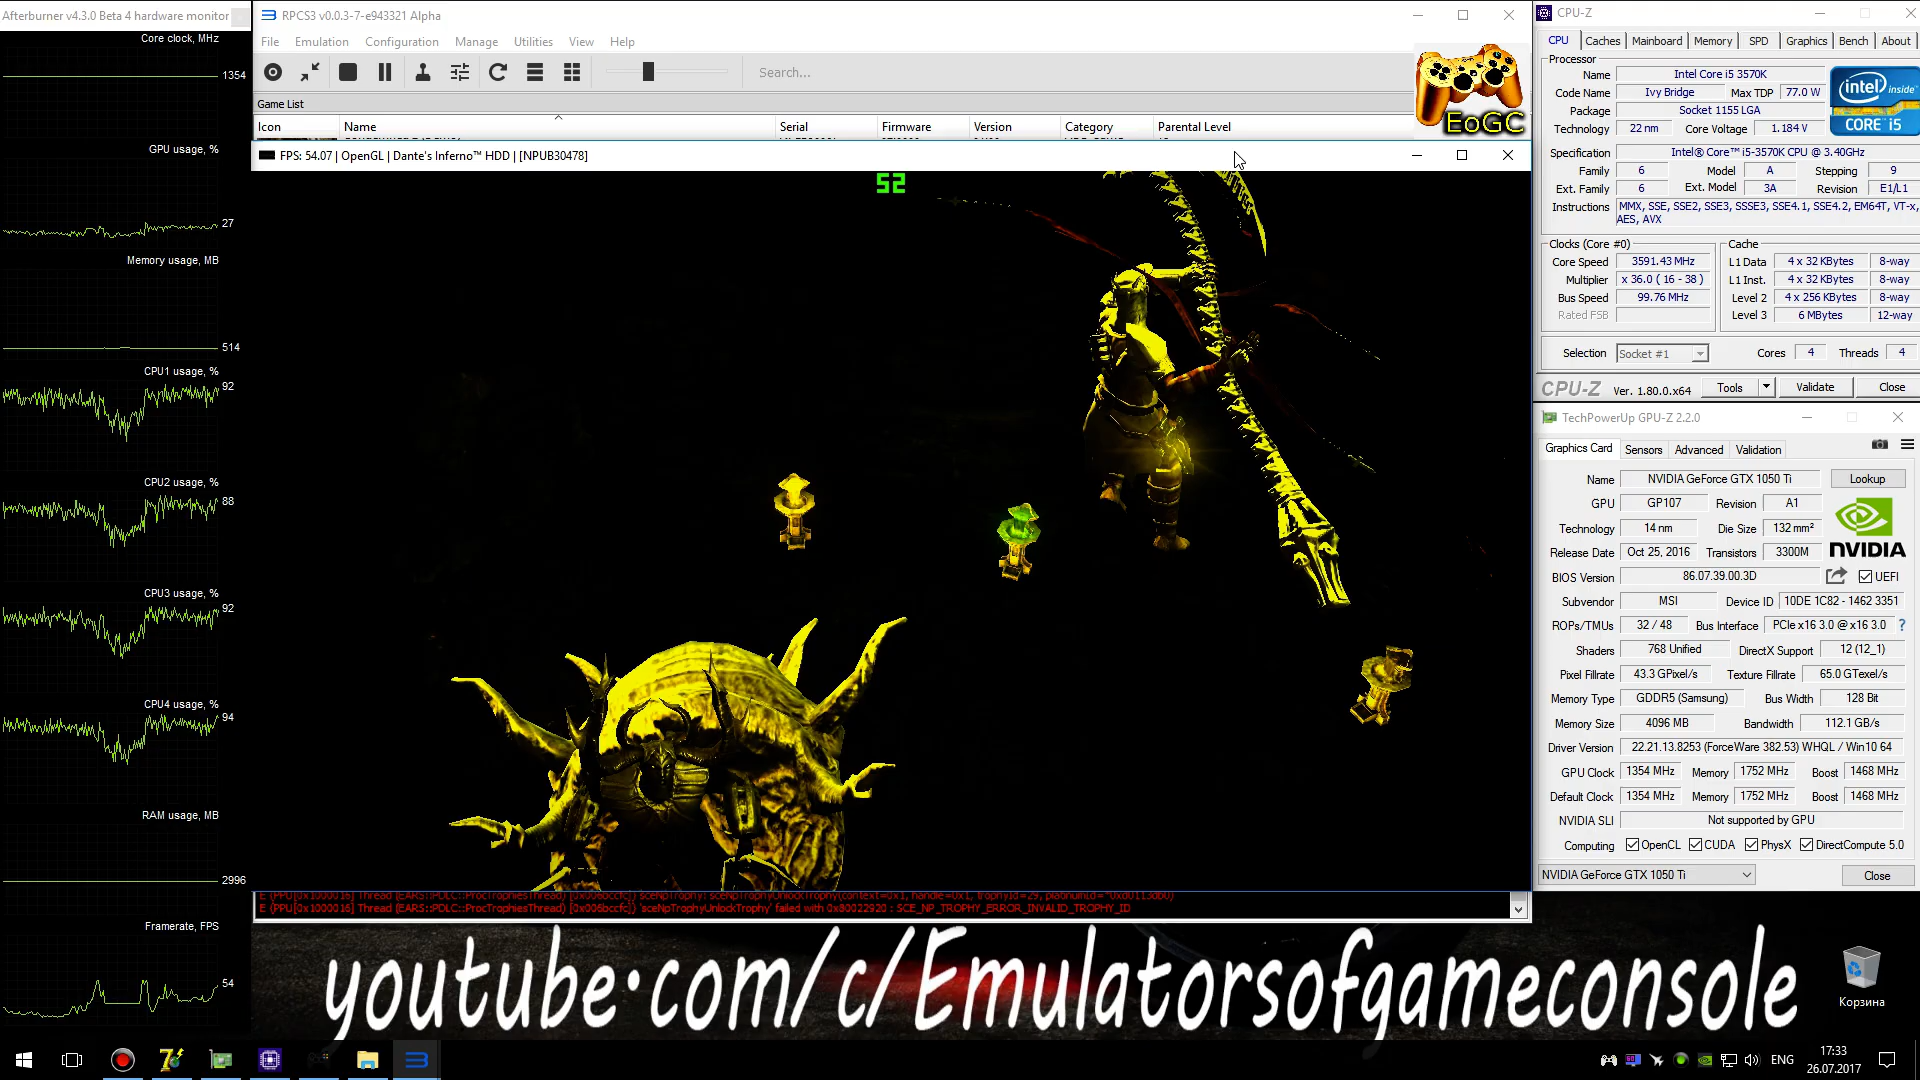 Afterburner v4.3.0 Beta 4 hardware monitor
Core clock, MHz
1354
GPU usage, %
27
Memory usage, MB
514
CPU1 usage, %
92
CPU2 usage, %
88
CPU3 usage, %
92
CPU4 usage, %
94
RAM usage, MB
2996
Framerate, FPS
54
RPCS3 v0.0.3-7-e943321 Alpha
File Emulation Configuration Manage Utilities View Help
Search...
EoGC
Game List
Icon Name Serial Firmware Version Category Parental Level
FPS: 54.07 | OpenGL | Dante's Inferno™ HDD | [NPUB30478]
52
E {PPU[0x1000016] Thread (EARS::PDLC::ProcTrophiesThread) [0x006bccfc]} 'sceNpTrophyUnlockTrophy' failed with 0x80022920 : SCE_NP_TROPHY_ERROR_INVALID_TROPHY_ID
youtube.com/c/Emulatorsofgameconsole
CPU-Z
CPU Caches Mainboard Memory SPD Graphics Bench About
Processor
Name Intel Core i5 3570K
Code Name Ivy Bridge Max TDP 77.0 W
Package Socket 1155 LGA
Technology 22 nm Core Voltage 1.184 V
intel inside™
CORE™ i5
Specification Intel® Core™ i5-3570K CPU @ 3.40GHz
Family 6 Model A Stepping 9
Ext. Family 6 Ext. Model 3A Revision E1/L1
Instructions MMX, SSE, SSE2, SSE3, SSSE3, SSE4.1, SSE4.2, EM64T, VT-x,
AES, AVX
Clocks (Core #0) Cache
Core Speed 3591.43 MHz L1 Data 4 x 32 KBytes 8-way
Multiplier x 36.0 ( 16 - 38 ) L1 Inst. 4 x 32 KBytes 8-way
Bus Speed 99.76 MHz Level 2 4 x 256 KBytes 8-way
Rated FSB Level 3 6 MBytes 12-way
Selection Socket #1 Cores 4 Threads 4
CPU-Z Ver. 1.80.0.x64 Tools Validate Close
TechPowerUp GPU-Z 2.2.0
Graphics Card Sensors Advanced Validation
Name NVIDIA GeForce GTX 1050 Ti Lookup
GPU GP107 Revision A1
Technology 14 nm Die Size 132 mm²
Release Date Oct 25, 2016 Transistors 3300M
NVIDIA
BIOS Version 86.07.39.00.3D UEFI
Subvendor MSI Device ID 10DE 1C82 - 1462 3351
ROPs/TMUs 32 / 48 Bus Interface PCIe x16 3.0 @ x16 3.0 ?
Shaders 768 Unified DirectX Support 12 (12_1)
Pixel Fillrate 43.3 GPixel/s Texture Fillrate 65.0 GTexel/s
Memory Type GDDR5 (Samsung) Bus Width 128 Bit
Memory Size 4096 MB Bandwidth 112.1 GB/s
Driver Version 22.21.13.8253 (ForceWare 382.53) WHQL / Win10 64
GPU Clock 1354 MHz Memory 1752 MHz Boost 1468 MHz
Default Clock 1354 MHz Memory 1752 MHz Boost 1468 MHz
NVIDIA SLI Not supported by GPU
Computing OpenCL CUDA PhysX DirectCompute 5.0
NVIDIA GeForce GTX 1050 Ti Close
Корзина
ENG
17:33
26.07.2017